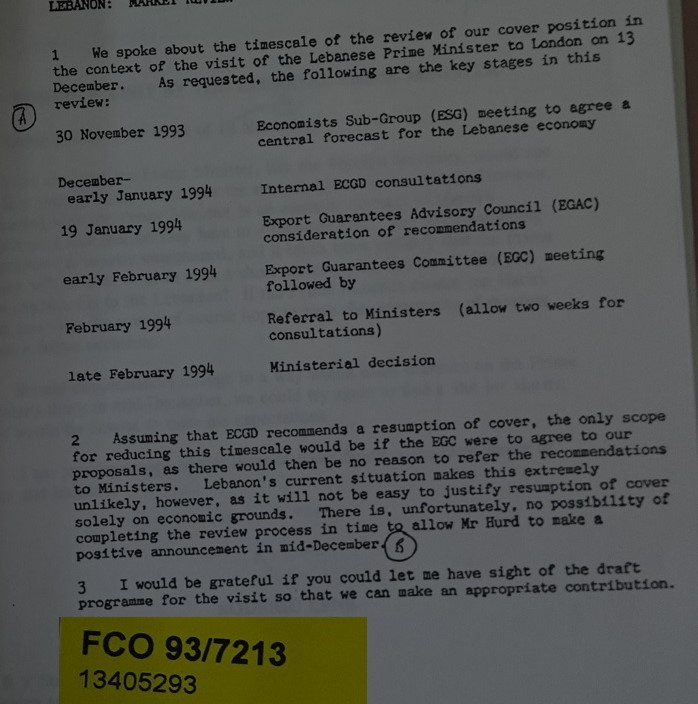 LEBANON: MARKET REVIEW
1 We spoke about the timescale of the review of our cover position in
the context of the visit of the Lebanese Prime Minister to London on 13
December. As requested, the following are the key stages in this
review:
A
30 November 1993 Economists Sub-Group (ESG) meeting to agree a
central forecast for the Lebanese economy
December-
early January 1994 Internal ECGD consultations
19 January 1994 Export Guarantees Advisory Council (EGAC)
consideration of recommendations
early February 1994 Export Guarantees Committee (EGC) meeting
followed by
February 1994 Referral to Ministers (allow two weeks for
consultations)
late February 1994 Ministerial decision
2 Assuming that ECGD recommends a resumption of cover, the only scope
for reducing this timescale would be if the EGC were to agree to our
proposals, as there would then be no reason to refer the recommendations
to Ministers. Lebanon's current situation makes this extremely
unlikely, however, as it will not be easy to justify resumption of cover
solely on economic grounds. There is, unfortunately, no possibility of
completing the review process in time to allow Mr Hurd to make a
positive announcement in mid-December. B
3 I would be grateful if you could let me have sight of the draft
programme for the visit so that we can make an appropriate contribution.
FCO 93/7213
13405293